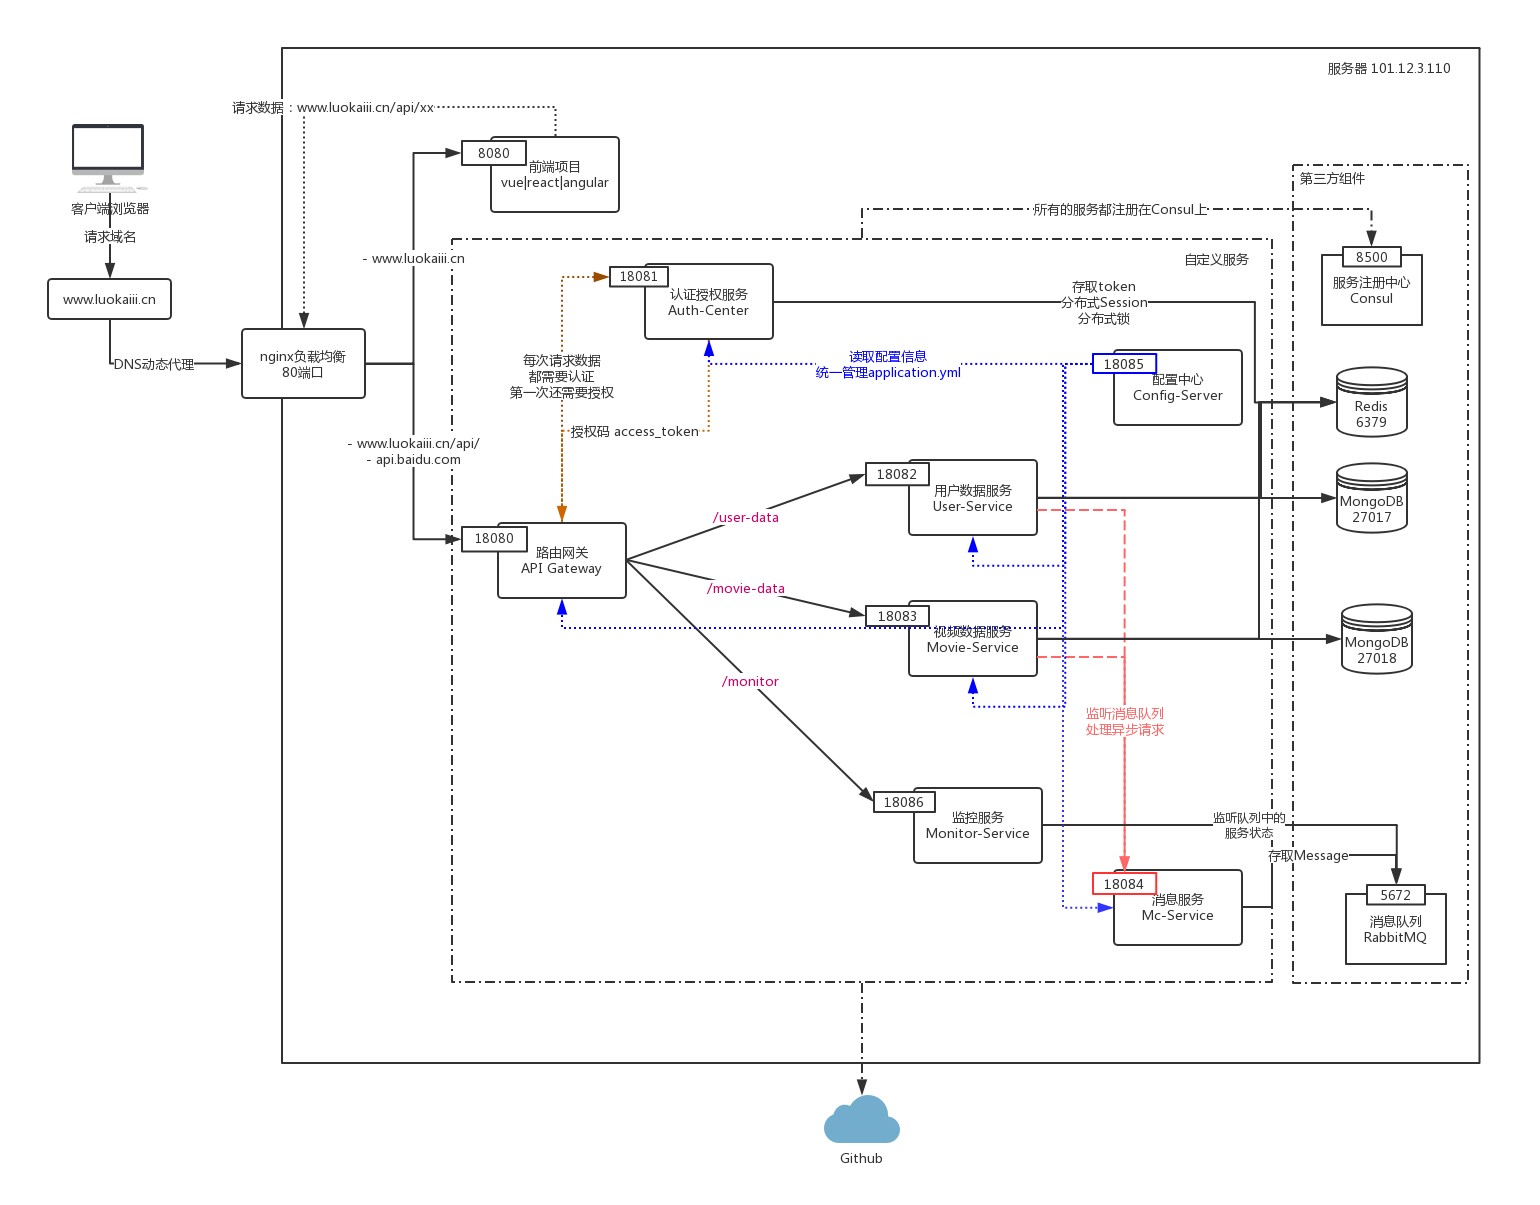 服务器 101.12.3.110
请求数据：www.luokaiii.cn/api/xx
8080
前端项目
vue|react|angular
第三方组件
客户端浏览器
请求域名
所有的服务都注册在Consul上
- www.luokaiii.cn
自定义服务
8500
服务注册中心
Consul
18081
认证授权服务
Auth-Center
存取token
分布式Session
分布式锁
www.luokaiii.cn
nginx负载均衡
80端口
DNS动态代理
每次请求数据
都需要认证
第一次还需要授权
读取配置信息
统一管理application.yml
18085
配置中心
Config-Server
Redis
6379
授权码 access_token
- www.luokaiii.cn/api/
- api.baidu.com
18082
用户数据服务
User-Service
MongoDB
27017
/user-data
18080
路由网关
API Gateway
/movie-data
18083
视频数据服务
Movie-Service
MongoDB
27018
/monitor
监听消息队列
处理异步请求
18086
监控服务
Monitor-Service
监听队列中的
服务状态
存取Message
18084
消息服务
Mc-Service
5672
消息队列
RabbitMQ
Github